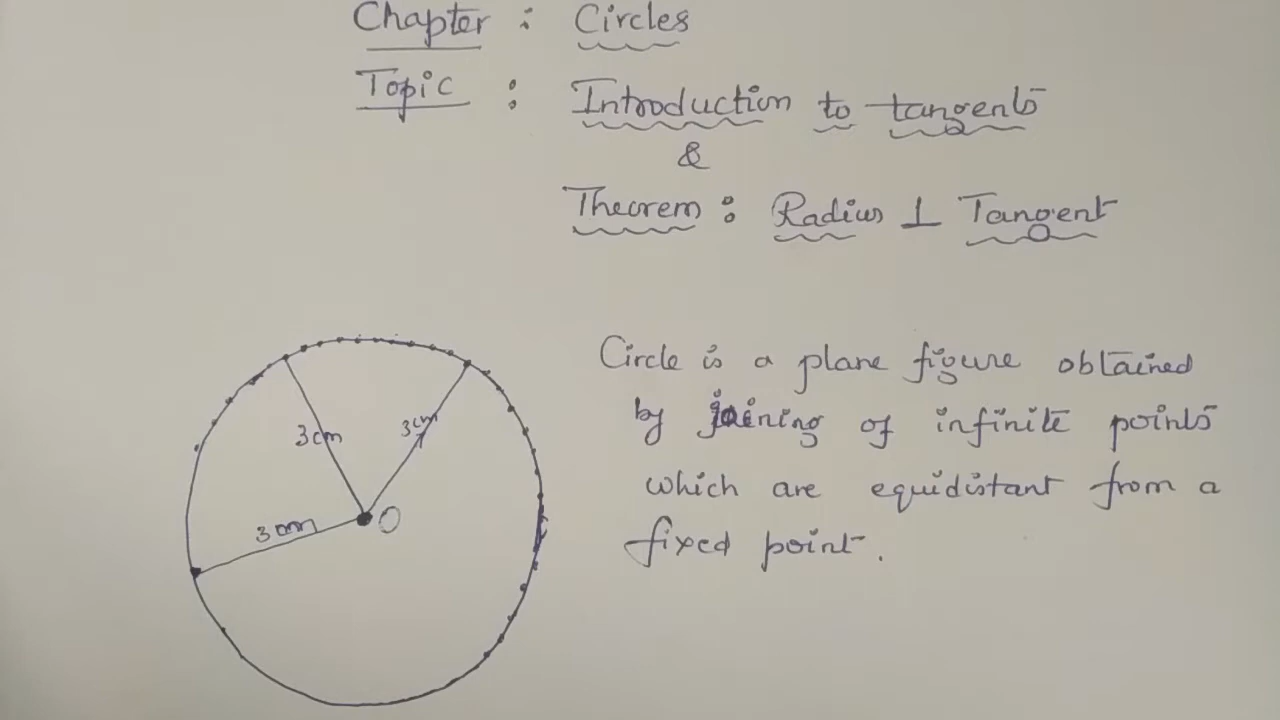 Chapter : Circles
Topic : Introduction to tangents
&
Theorem : Radius ⊥ Tangent
Circle is a plane figure obtained
by joining of infinite points
which are equidistant from a
fixed point.
3cm
3cm
3cm
O